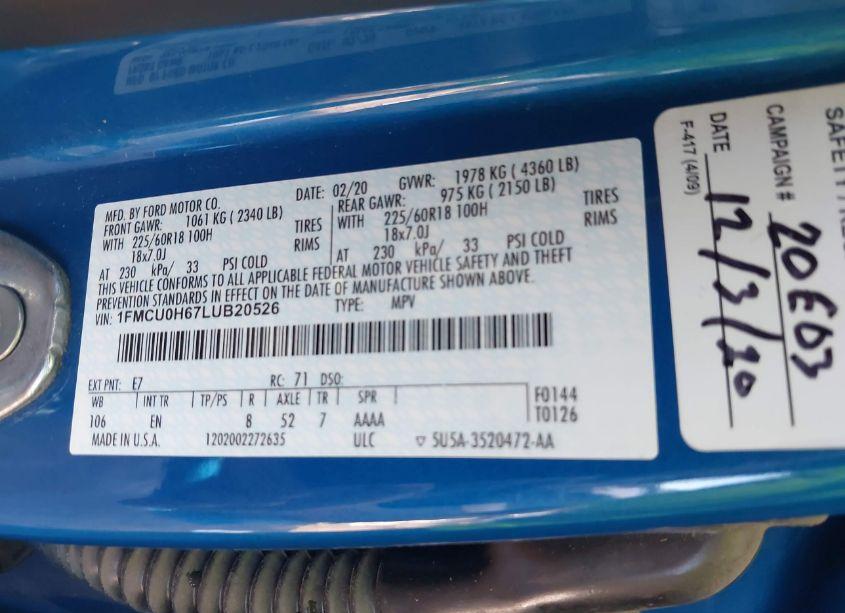 MFD. BY FORD MOTOR CO.
DATE: 02/20 GVWR: 1978 KG ( 4360 LB)
FRONT GAWR: 1061 KG ( 2340 LB) REAR GAWR: 975 KG ( 2150 LB)
WITH 225/60R18 100H TIRES WITH 225/60R18 100H TIRES
18x7.0J RIMS 18x7.0J RIMS
AT 230 kPa/ 33 PSI COLD AT 230 kPa/ 33 PSI COLD
THIS VEHICLE CONFORMS TO ALL APPLICABLE FEDERAL MOTOR VEHICLE SAFETY AND THEFT
PREVENTION STANDARDS IN EFFECT ON THE DATE OF MANUFACTURE SHOWN ABOVE.
VIN: 1FMCU0H67LUB20526 TYPE: MPV
EXT PNT: E7 RC: 71 DSO:
WB INT TR TP/PS R AXLE TR SPR F0144
106 EN 8 52 7 AAAA T0126
MADE IN U.S.A. 1202002272635 ULC 5U5A-3520472-AA
CAMPAIGN # 20E03
DATE 12/3/20
F-417 (4/09)